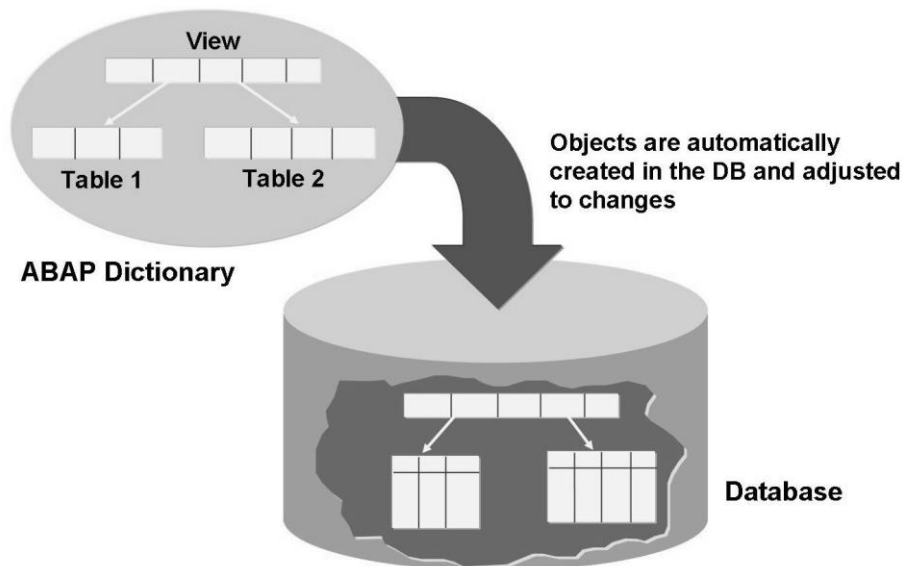 View
Table 1
Table 2
ABAP Dictionary
Objects are automatically
created in the DB and adjusted
to changes
Database